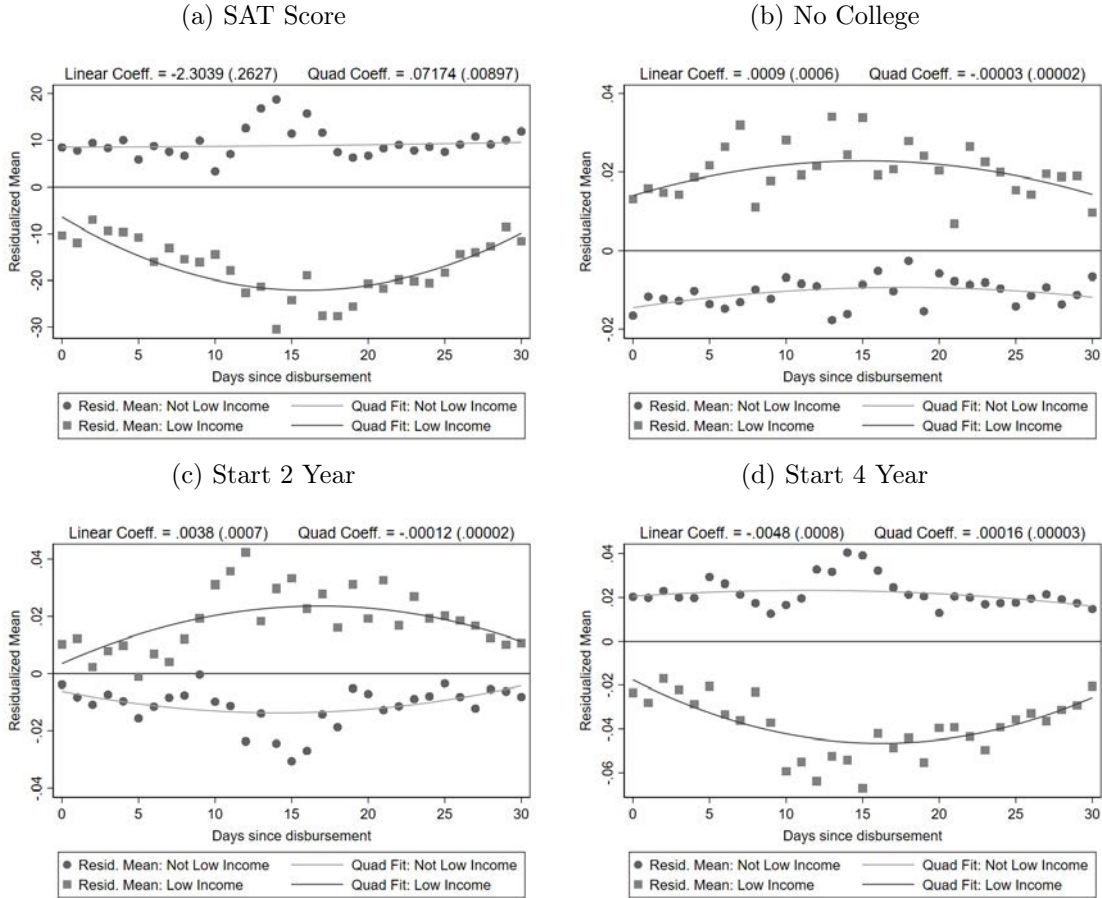 (a) SAT Score
Linear Coeff. = -2.3039 (.2627) Quad Coeff. = .07174 (.00897)
Residualized Mean
20
10
0
-10
-20
-30
0 5 10 15 20 25 30
Days since disbursement
Resid. Mean: Not Low Income Quad Fit: Not Low Income
Resid. Mean: Low Income Quad Fit: Low Income
(b) No College
Linear Coeff. = .0009 (.0006) Quad Coeff. = -.00003 (.00002)
Residualized Mean
.04
.02
0
-.02
0 5 10 15 20 25 30
Days since disbursement
Resid. Mean: Not Low Income Quad Fit: Not Low Income
Resid. Mean: Low Income Quad Fit: Low Income
(c) Start 2 Year
Linear Coeff. = .0038 (.0007) Quad Coeff. = -.00012 (.00002)
Residualized Mean
.04
.02
0
-.02
-.04
0 5 10 15 20 25 30
Days since disbursement
Resid. Mean: Not Low Income Quad Fit: Not Low Income
Resid. Mean: Low Income Quad Fit: Low Income
(d) Start 4 Year
Linear Coeff. = -.0048 (.0008) Quad Coeff. = .00016 (.00003)
Residualized Mean
.04
.02
0
-.02
-.04
-.06
0 5 10 15 20 25 30
Days since disbursement
Resid. Mean: Not Low Income Quad Fit: Not Low Income
Resid. Mean: Low Income Quad Fit: Low Income